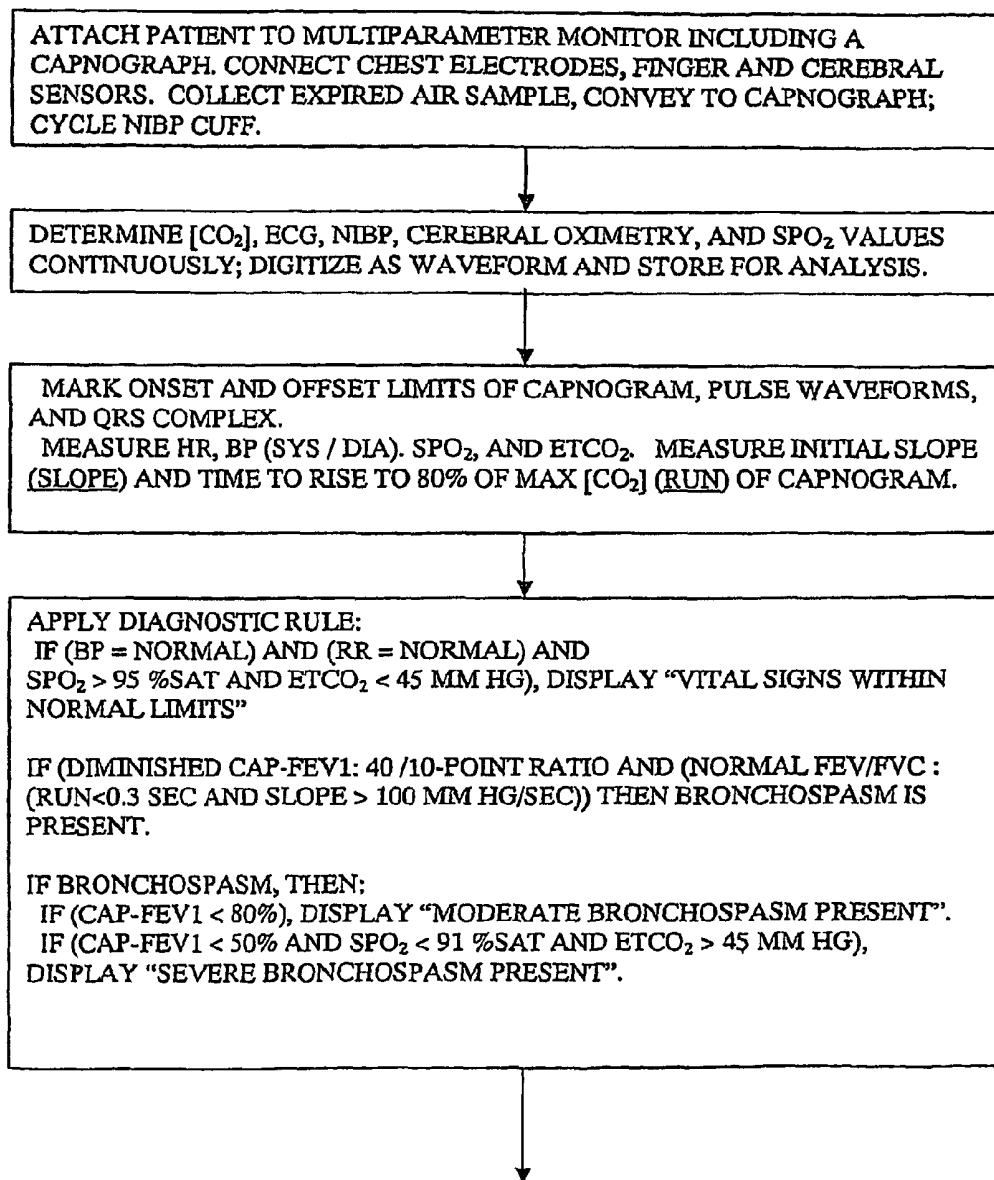 ATTACH PATIENT TO MULTIPARAMETER MONITOR INCLUDING A
CAPNOGRAPH. CONNECT CHEST ELECTRODES, FINGER AND CEREBRAL
SENSORS. COLLECT EXPIRED AIR SAMPLE, CONVEY TO CAPNOGRAPH;
CYCLE NIBP CUFF.
DETERMINE [CO₂], ECG, NIBP, CEREBRAL OXIMETRY, AND SPO₂ VALUES
CONTINUOUSLY; DIGITIZE AS WAVEFORM AND STORE FOR ANALYSIS.
MARK ONSET AND OFFSET LIMITS OF CAPNOGRAM, PULSE WAVEFORMS,
AND QRS COMPLEX.
MEASURE HR, BP (SYS / DIA). SPO₂, AND ETCO₂. MEASURE INITIAL SLOPE
(SLOPE) AND TIME TO RISE TO 80% OF MAX [CO₂] (RUN) OF CAPNOGRAM.
APPLY DIAGNOSTIC RULE:
IF (BP = NORMAL) AND (RR = NORMAL) AND
SPO₂ > 95 %SAT AND ETCO₂ < 45 MM HG), DISPLAY “VITAL SIGNS WITHIN
NORMAL LIMITS”
IF (DIMINISHED CAP-FEV1: 40 /10-POINT RATIO AND (NORMAL FEV/FVC :
(RUN<0.3 SEC AND SLOPE > 100 MM HG/SEC)) THEN BRONCHOSPASM IS
PRESENT.
IF BRONCHOSPASM, THEN:
IF (CAP-FEV1 < 80%), DISPLAY “MODERATE BRONCHOSPASM PRESENT”.
IF (CAP-FEV1 < 50% AND SPO₂ < 91 %SAT AND ETCO₂ > 45 MM HG),
DISPLAY “SEVERE BRONCHOSPASM PRESENT”.